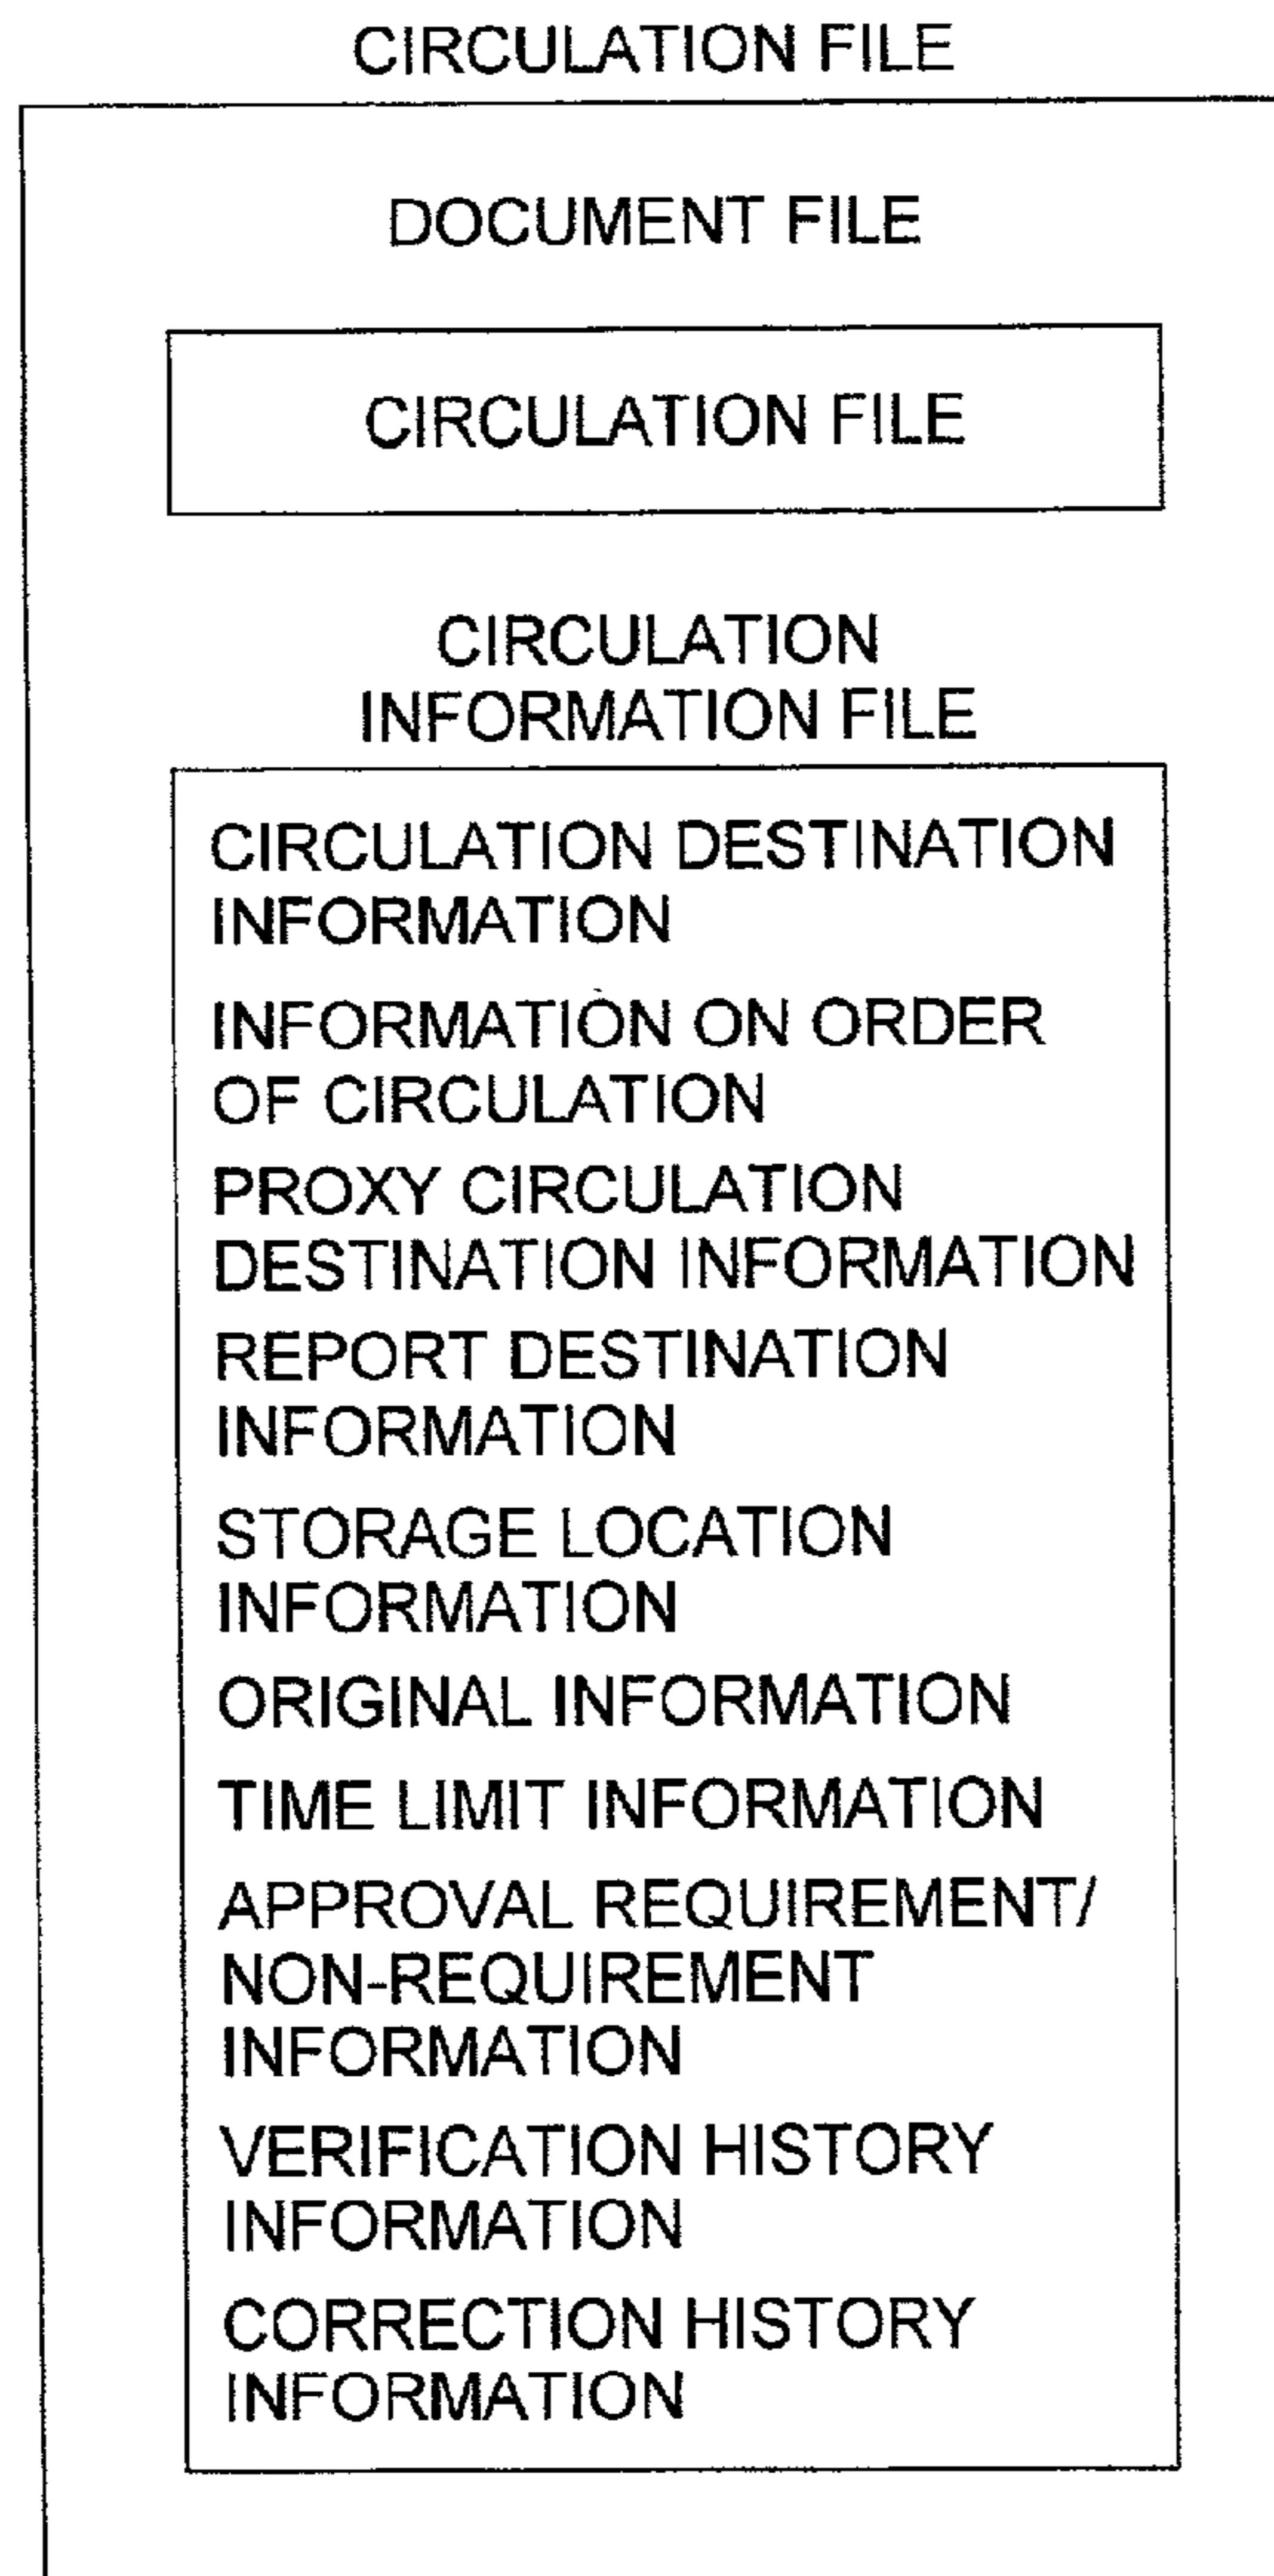 CIRCULATION FILE
DOCUMENT FILE
CIRCULATION FILE
CIRCULATION
INFORMATION FILE
CIRCULATION DESTINATION
INFORMATION
INFORMATION ON ORDER
OF CIRCULATION
PROXY CIRCULATION
DESTINATION INFORMATION
REPORT DESTINATION
INFORMATION
STORAGE LOCATION
INFORMATION
ORIGINAL INFORMATION
TIME LIMIT INFORMATION
APPROVAL REQUIREMENT/
NON-REQUIREMENT
INFORMATION
VERIFICATION HISTORY
INFORMATION
CORRECTION HISTORY
INFORMATION